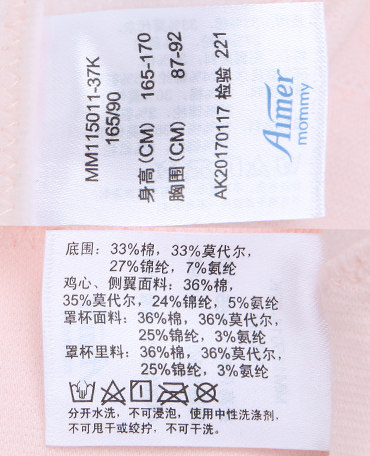 MM115011-37K
165/90
身高(CM) 165-170
胸围(CM) 87-92
AK20170117 检验 221
Aimer
mommy
底围：33%棉，33%莫代尔，
27%锦纶，7%氨纶
鸡心、侧翼面料：36%棉，
35%莫代尔，24%锦纶，5%氨纶
罩杯面料：36%棉，36%莫代尔，
25%锦纶，3%氨纶
罩杯里料：36%棉，36%莫代尔，
25%锦纶，3%氨纶
分开水洗，不可浸泡，使用中性洗涤剂，
不可甩干或绞拧，不可干洗。